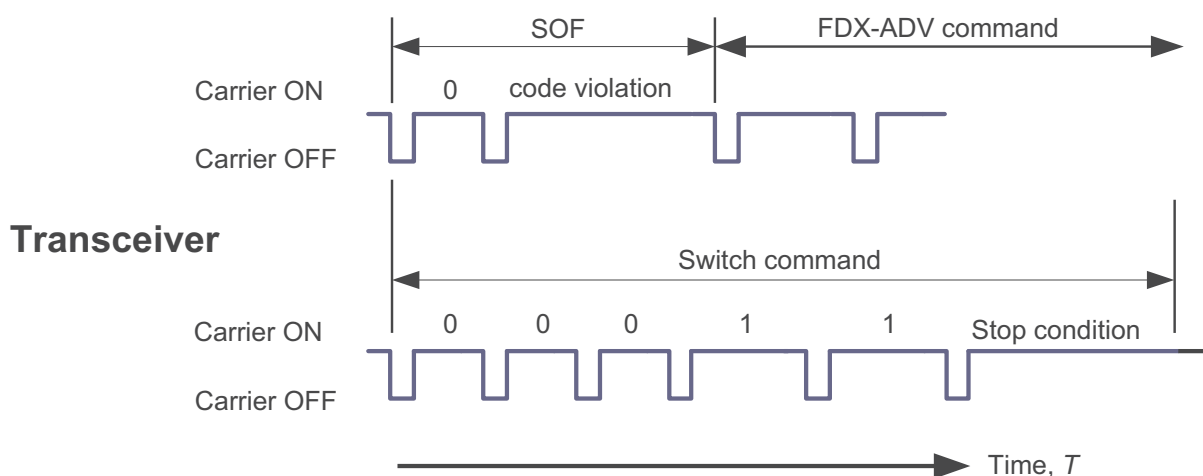 SOF
FDX-ADV command
Carrier ON
0
code violation
Carrier OFF
Transceiver
Switch command
Carrier ON
0 0 0 1 1
Stop condition
Carrier OFF
Time, T